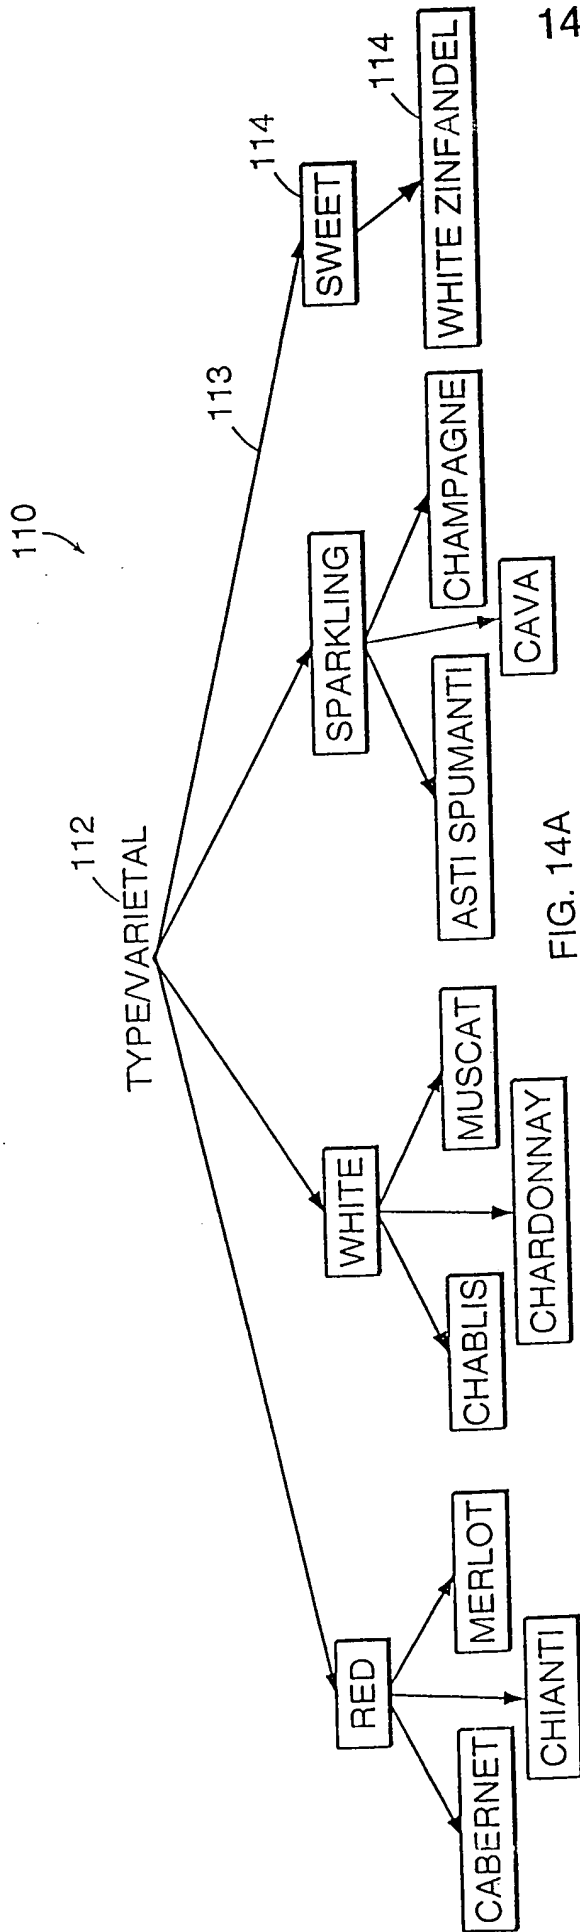 110
TYPE/VARIETAL
112
113
114
RED
WHITE
SPARKLING
SWEET
114
CABERNET
MERLOT
CHIANTI
CHABLIS
MUSCAT
CHARDONNAY
ASTI SPUMANTI
CHAMPAGNE
CAVA
WHITE ZINFANDEL
FIG. 14A
14